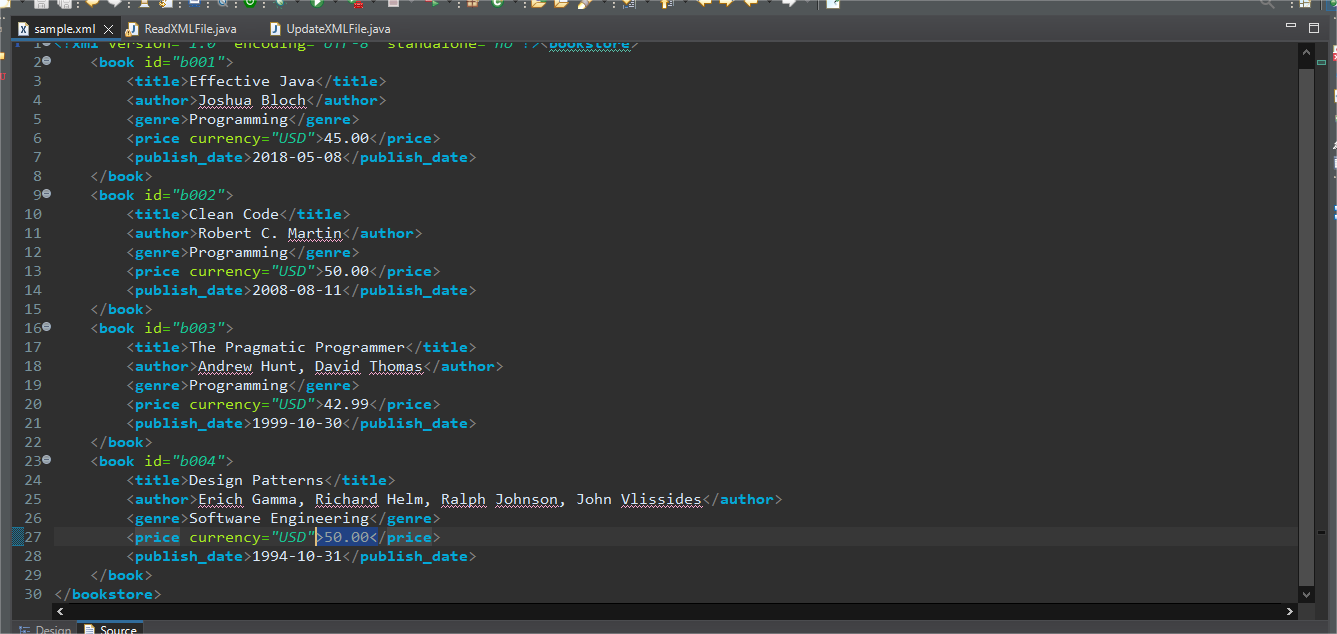 sample.xml ReadXMLFile.java UpdateXMLFile.java
1 <?xml version="1.0" encoding="UTF-8" standalone="no"?><bookstore>
2 <book id="b001">
3 <title>Effective Java</title>
4 <author>Joshua Bloch</author>
5 <genre>Programming</genre>
6 <price currency="USD">45.00</price>
7 <publish_date>2018-05-08</publish_date>
8 </book>
9 <book id="b002">
10 <title>Clean Code</title>
11 <author>Robert C. Martin</author>
12 <genre>Programming</genre>
13 <price currency="USD">50.00</price>
14 <publish_date>2008-08-11</publish_date>
15 </book>
16 <book id="b003">
17 <title>The Pragmatic Programmer</title>
18 <author>Andrew Hunt, David Thomas</author>
19 <genre>Programming</genre>
20 <price currency="USD">42.99</price>
21 <publish_date>1999-10-30</publish_date>
22 </book>
23 <book id="b004">
24 <title>Design Patterns</title>
25 <author>Erich Gamma, Richard Helm, Ralph Johnson, John Vlissides</author>
26 <genre>Software Engineering</genre>
27 <price currency="USD">50.00</price>
28 <publish_date>1994-10-31</publish_date>
29 </book>
30 </bookstore>
Design Source